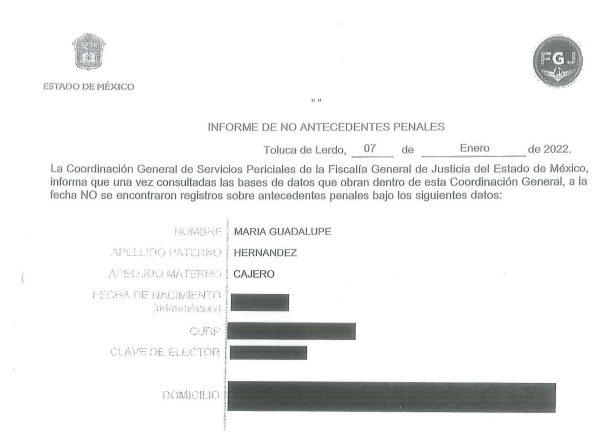 ESTADO DE MÉXICO
FGJ
" "
INFORME DE NO ANTECEDENTES PENALES
Toluca de Lerdo, 07 de Enero de 2022.
La Coordinación General de Servicios Periciales de la Fiscalía General de Justicia del Estado de México,
informa que una vez consultadas las bases de datos que obran dentro de esta Coordinación General, a la
fecha NO se encontraron registros sobre antecedentes penales bajo los siguientes datos:
NOMBRE MARIA GUADALUPE
APELLIDO PATERNO HERNANDEZ
APELLIDO MATERNO CAJERO
FECHA DE NACIMIENTO
(dd/mm/aaaa)
CURP
CLAVE DE ELECTOR
DOMICILIO